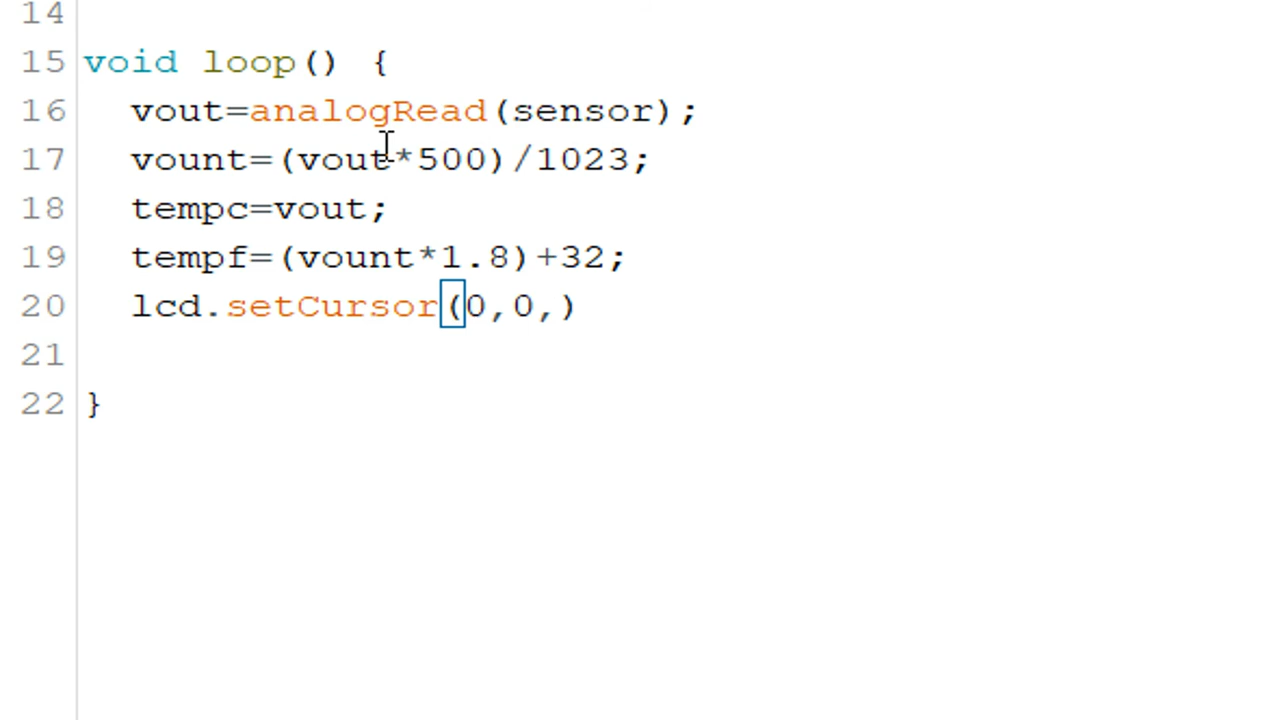 14
15 void loop() {
16   vout=analogRead(sensor);
17   vount=(vout*500)/1023;
18   tempc=vout;
19   tempf=(vount*1.8)+32;
20   lcd.setCursor(0,0,)
21
22 }